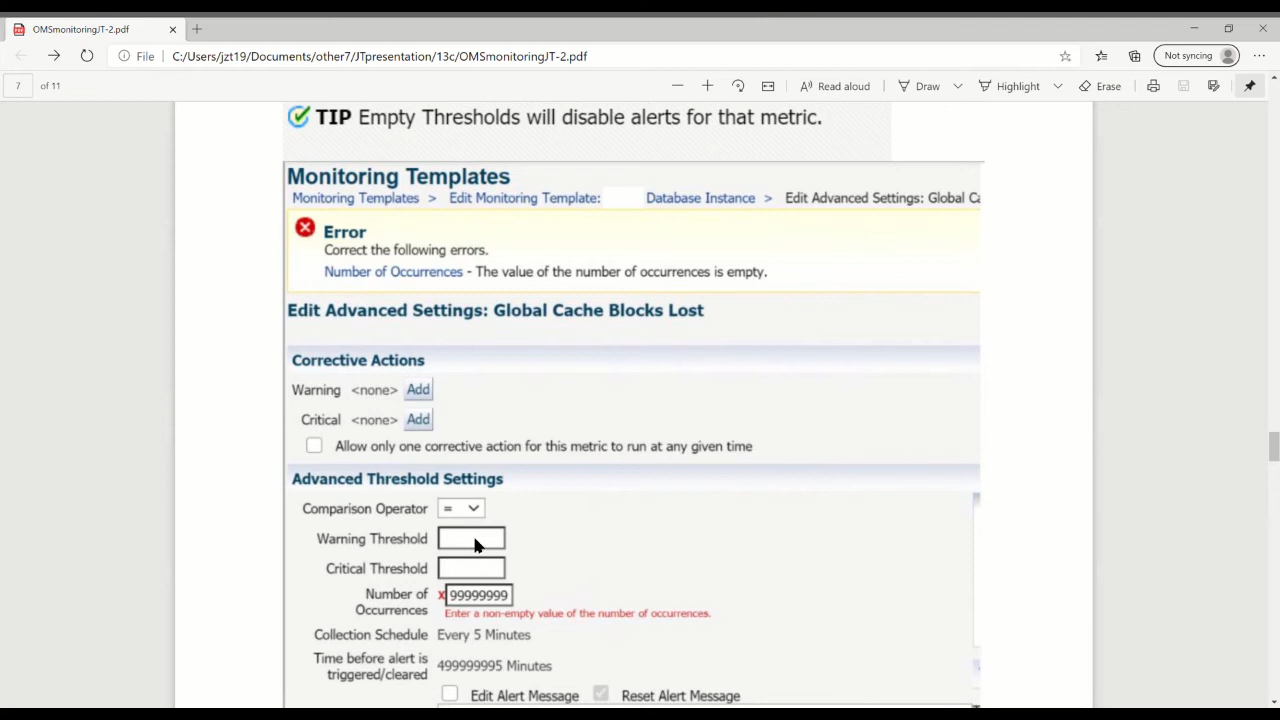 OMSmonitoringJT-2.pdf
Not syncing
File C:/Users/jzt19/Documents/other7/JTpresentation/13c/OMSmonitoringJT-2.pdf
7 of 11 Read aloud Draw Highlight Erase
TIP Empty Thresholds will disable alerts for that metric.
Monitoring Templates
Monitoring Templates > Edit Monitoring Template: Database Instance > Edit Advanced Settings: Global Ca
Error
Correct the following errors.
Number of Occurrences - The value of the number of occurrences is empty.
Edit Advanced Settings: Global Cache Blocks Lost
Corrective Actions
Warning <none> Add
Critical <none> Add
Allow only one corrective action for this metric to run at any given time
Advanced Threshold Settings
Comparison Operator =
Warning Threshold
Critical Threshold
Number of
Occurrences x 99999999
Enter a non-empty value of the number of occurrences.
Collection Schedule Every 5 Minutes
Time before alert is
triggered/cleared 499999995 Minutes
Edit Alert Message Reset Alert Message